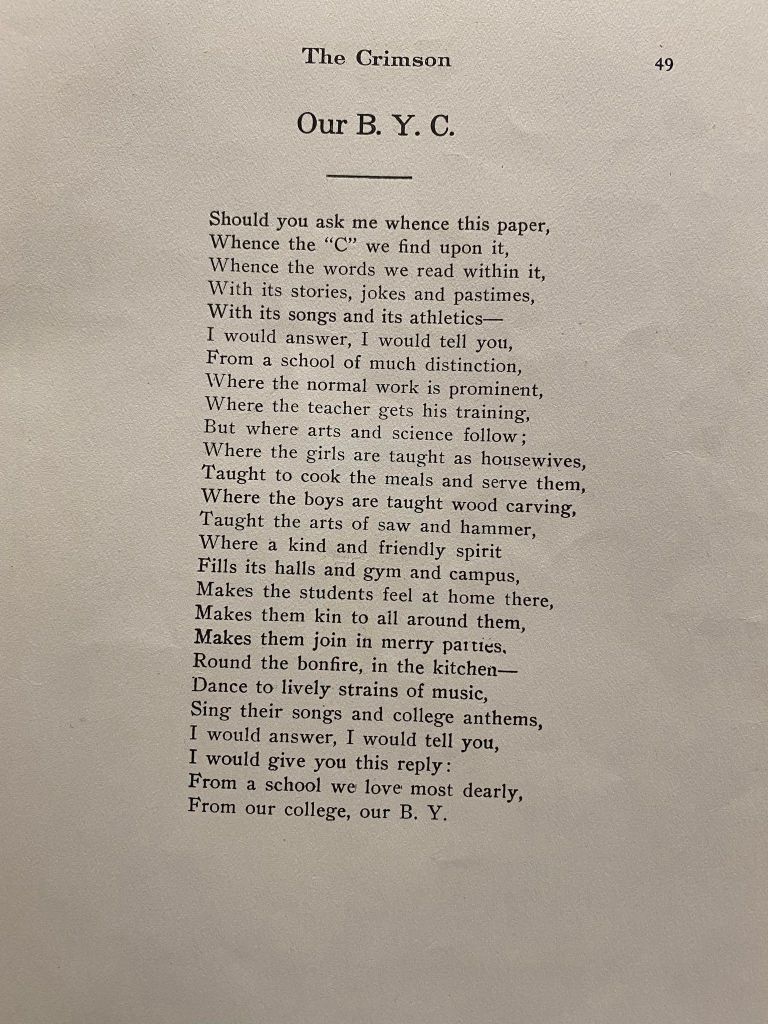 The Crimson 49
Our B. Y. C.
Should you ask me whence this paper,
Whence the “C” we find upon it,
Whence the words we read within it,
With its stories, jokes and pastimes,
With its songs and its athletics—
I would answer, I would tell you,
From a school of much distinction,
Where the normal work is prominent,
Where the teacher gets his training,
But where arts and science follow;
Where the girls are taught as housewives,
Taught to cook the meals and serve them,
Where the boys are taught wood carving,
Taught the arts of saw and hammer,
Where a kind and friendly spirit
Fills its halls and gym and campus,
Makes the students feel at home there,
Makes them kin to all around them,
Makes them join in merry parties,
Round the bonfire, in the kitchen—
Dance to lively strains of music,
Sing their songs and college anthems,
I would answer, I would tell you,
I would give you this reply:
From a school we love most dearly,
From our college, our B. Y.